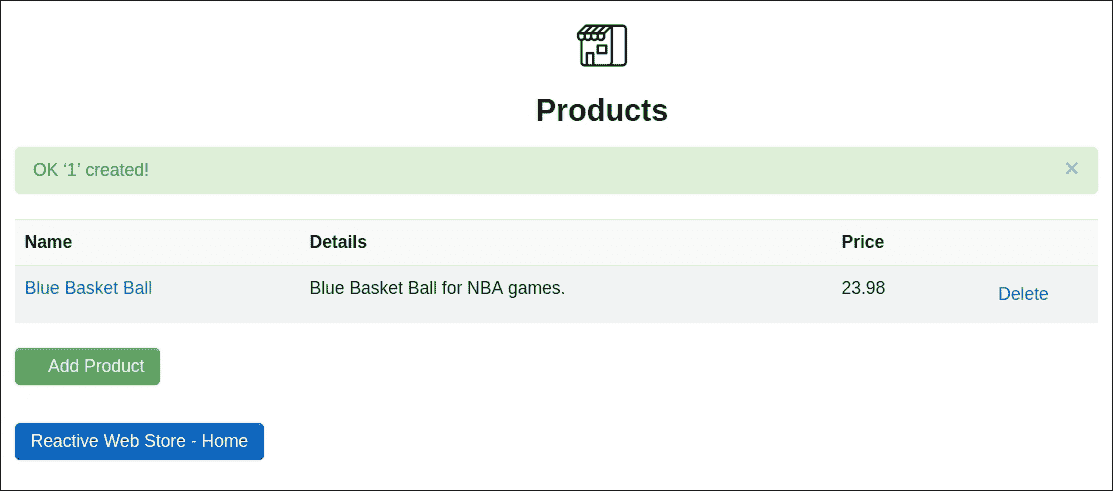 Products
OK ‘1’ created!
×
Name Details Price
Blue Basket Ball Blue Basket Ball for NBA games. 23.98 Delete
Add Product
Reactive Web Store - Home